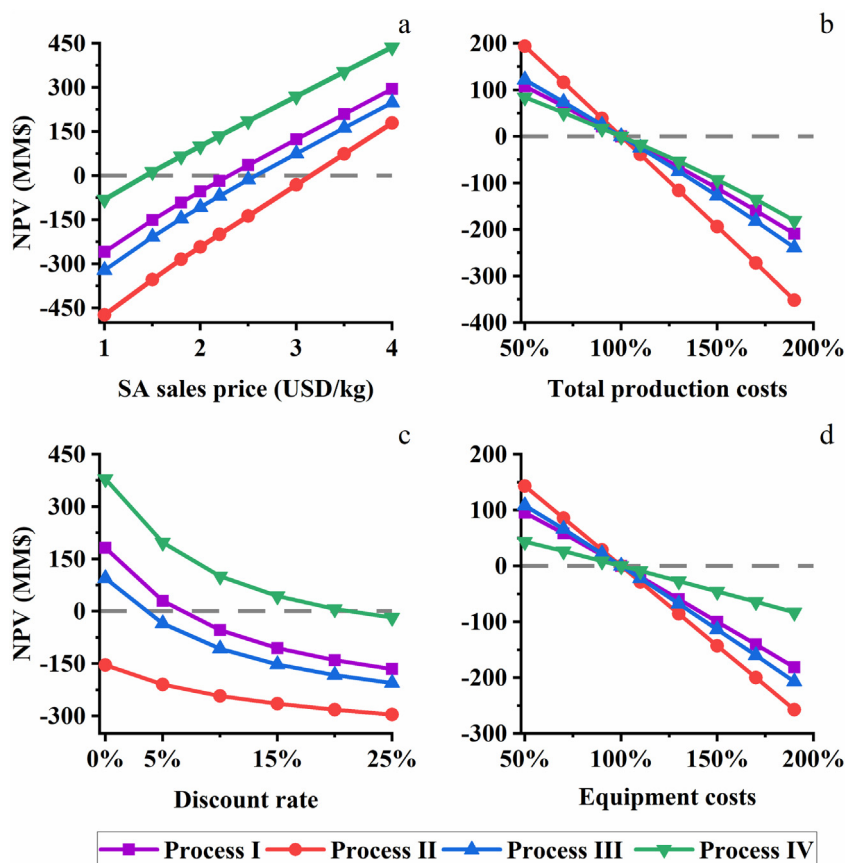 a
450
300
150
0
-150
-300
-450
NPV (MM$)
1 2 3 4
SA sales price (USD/kg)
b
200
100
0
-100
-200
-300
-400
50% 100% 150% 200%
Total production costs
c
450
300
150
0
-150
-300
NPV (MM$)
0% 5% 15% 25%
Discount rate
d
200
100
0
-100
-200
-300
50% 100% 150% 200%
Equipment costs
Process I Process II Process III Process IV